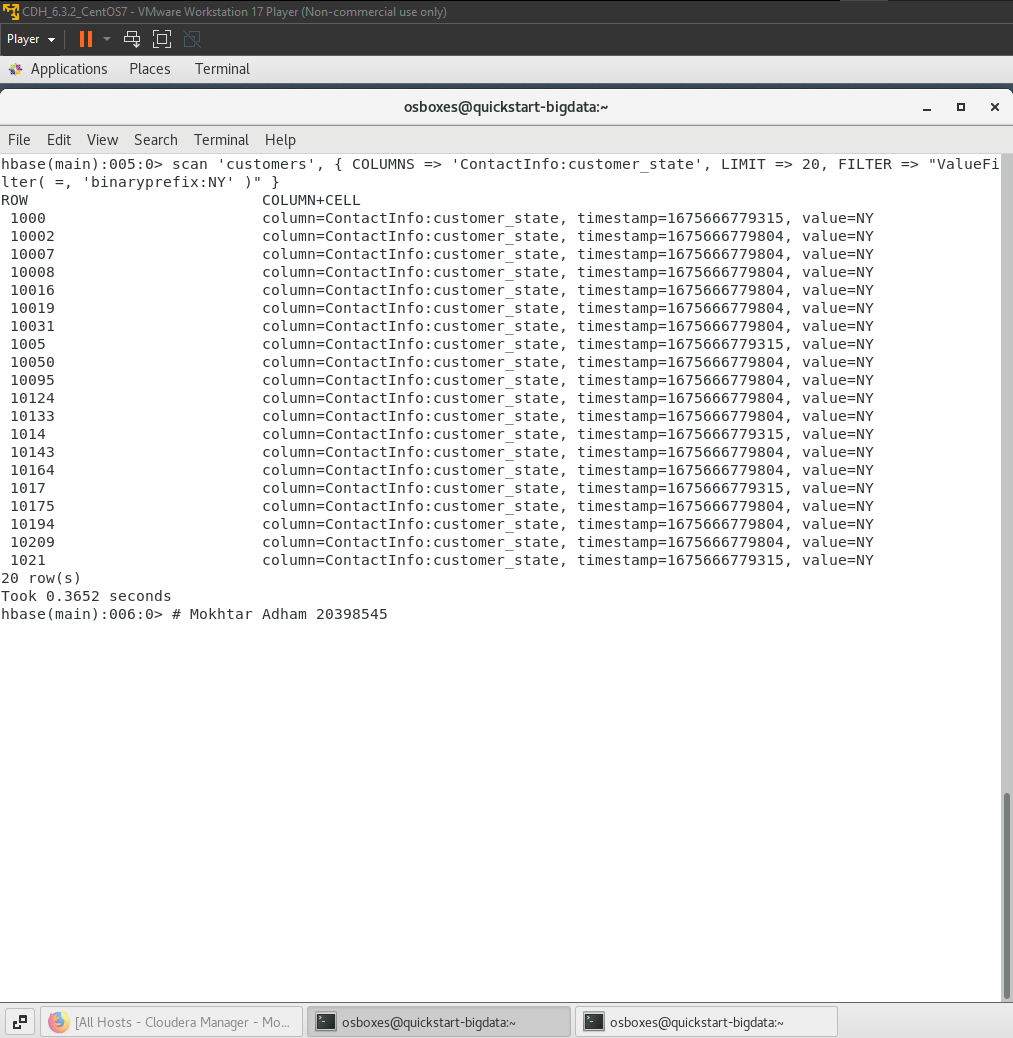 CDH_6.3.2_CentOS7 - VMware Workstation 17 Player (Non-commercial use only)
Player
Applications Places Terminal
osboxes@quickstart-bigdata:~
File Edit View Search Terminal Help
hbase(main):005:0> scan 'customers', { COLUMNS => 'ContactInfo:customer_state', LIMIT => 20, FILTER => "ValueFi
lter( =, 'binaryprefix:NY' )" }
ROW COLUMN+CELL
1000 column=ContactInfo:customer_state, timestamp=1675666779315, value=NY
10002 column=ContactInfo:customer_state, timestamp=1675666779804, value=NY
10007 column=ContactInfo:customer_state, timestamp=1675666779804, value=NY
10008 column=ContactInfo:customer_state, timestamp=1675666779804, value=NY
10016 column=ContactInfo:customer_state, timestamp=1675666779804, value=NY
10019 column=ContactInfo:customer_state, timestamp=1675666779804, value=NY
10031 column=ContactInfo:customer_state, timestamp=1675666779804, value=NY
1005 column=ContactInfo:customer_state, timestamp=1675666779315, value=NY
10050 column=ContactInfo:customer_state, timestamp=1675666779804, value=NY
10095 column=ContactInfo:customer_state, timestamp=1675666779804, value=NY
10124 column=ContactInfo:customer_state, timestamp=1675666779804, value=NY
10133 column=ContactInfo:customer_state, timestamp=1675666779804, value=NY
1014 column=ContactInfo:customer_state, timestamp=1675666779315, value=NY
10143 column=ContactInfo:customer_state, timestamp=1675666779804, value=NY
10164 column=ContactInfo:customer_state, timestamp=1675666779804, value=NY
1017 column=ContactInfo:customer_state, timestamp=1675666779315, value=NY
10175 column=ContactInfo:customer_state, timestamp=1675666779804, value=NY
10194 column=ContactInfo:customer_state, timestamp=1675666779804, value=NY
10209 column=ContactInfo:customer_state, timestamp=1675666779804, value=NY
1021 column=ContactInfo:customer_state, timestamp=1675666779315, value=NY
20 row(s)
Took 0.3652 seconds
hbase(main):006:0> # Mokhtar Adham 20398545
[All Hosts - Cloudera Manager - Mo... osboxes@quickstart-bigdata:~ osboxes@quickstart-bigdata:~